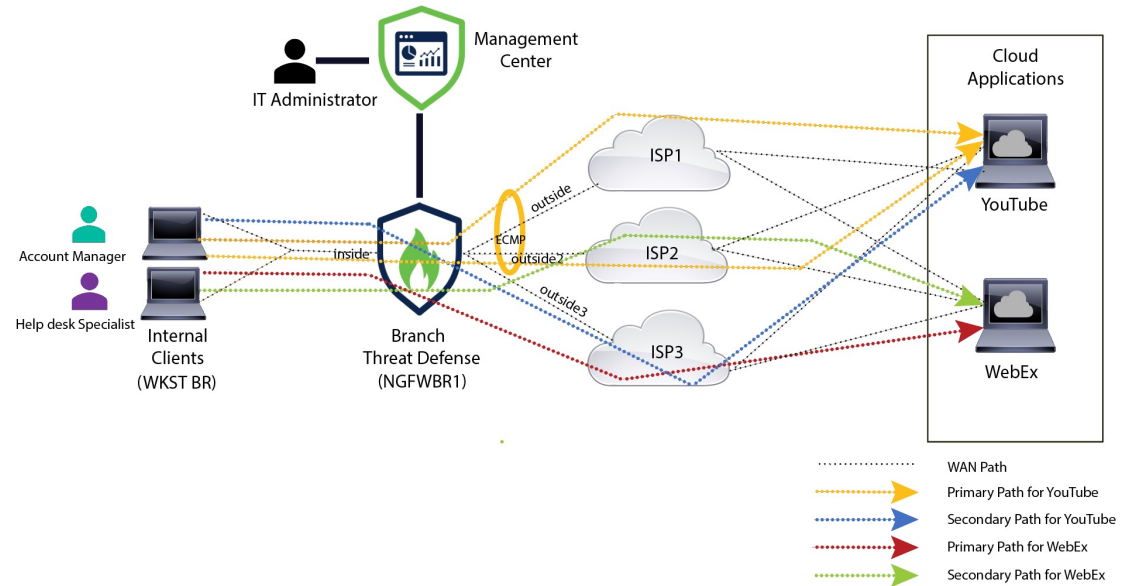 Management
Center
IT Administrator
Cloud
Applications
ISP1
outside
YouTube
ECMP
ISP2
outside2
Inside
Account Manager
outside3
Help desk Specialist
Internal
Clients
(WKST BR)
Branch
Threat Defense
(NGFWBR1)
ISP3
WebEx
WAN Path
Primary Path for YouTube
Secondary Path for YouTube
Primary Path for WebEx
Secondary Path for WebEx